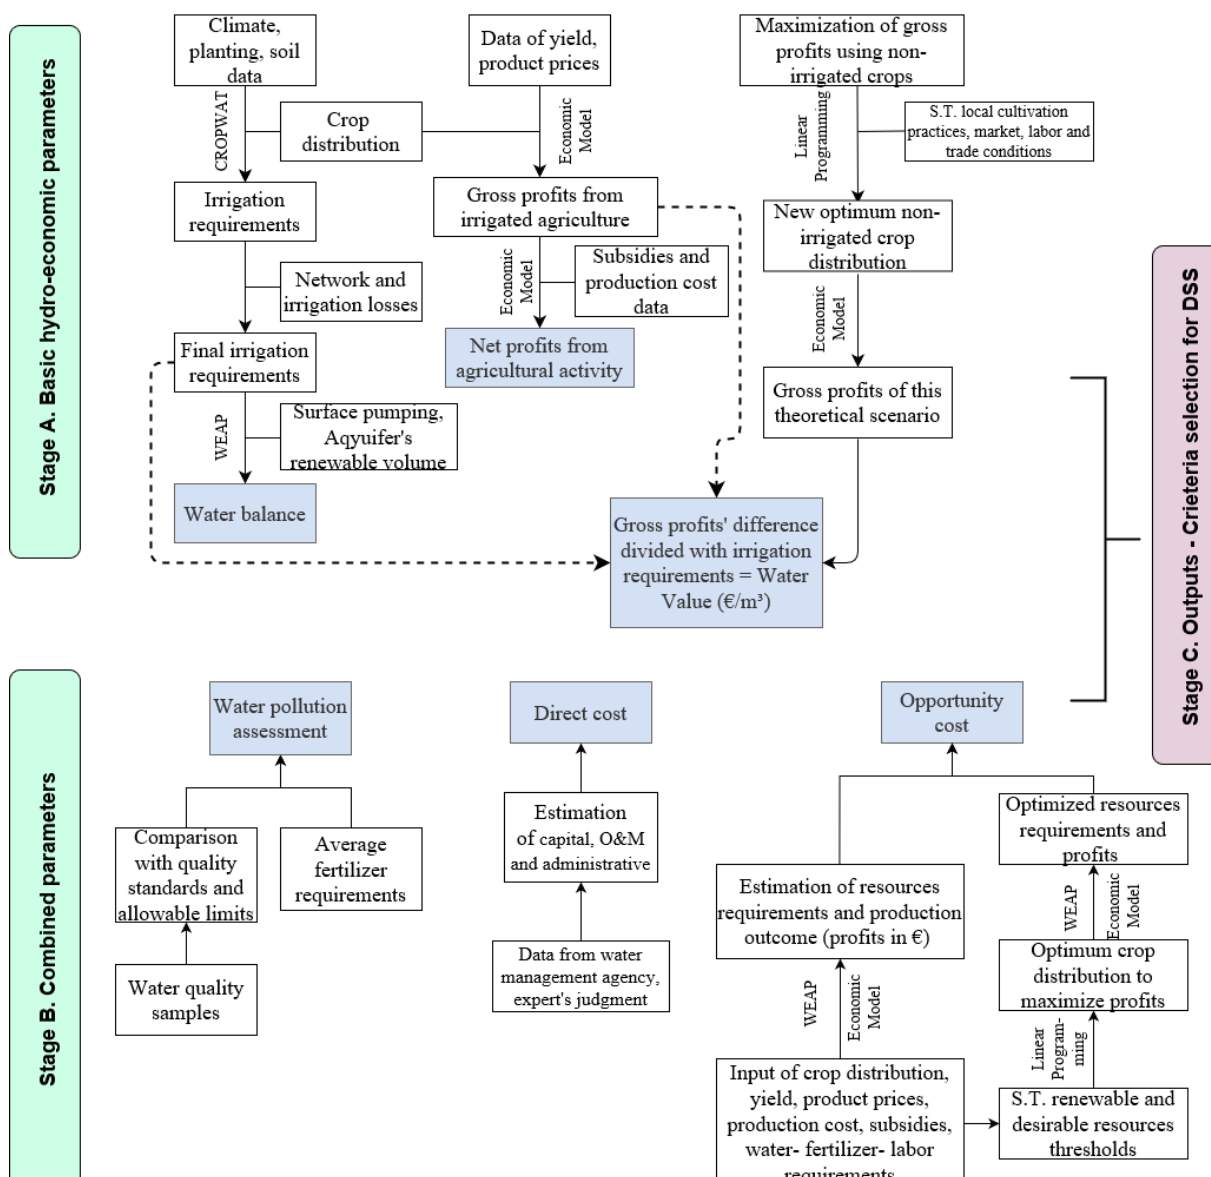 Stage A. Basic hydro-economic parameters
Climate,
planting, soil
data
CROPWAT
Crop
distribution
Irrigation
requirements
Network and
irrigation losses
Final irrigation
requirements
WEAP
Surface pumping,
Aqyuifer's
renewable volume
Water balance
Data of yield,
product prices
Economic
Model
Gross profits from
irrigated agriculture
Economic
Model
Subsidies and
production cost
data
Net profits from
agricultural activity
Maximization of gross
profits using non-
irrigated crops
Linear
Programming
S.T. local cultivation
practices, market, labor and
trade conditions
New optimum non-
irrigated crop
distribution
Economic
Model
Gross profits of this
theoretical scenario
Gross profits' difference
divided with irrigation
requirements = Water
Value (€/m³)
Stage C. Outputs - Crieteria selection for DSS
Stage B. Combined parameters
Water pollution
assessment
Comparison
with quality
standards and
allowable limits
Average
fertilizer
requirements
Water quality
samples
Direct cost
Estimation
of capital, O&M
and administrative
Data from water
management agency,
expert's judgment
Opportunity
cost
Estimation of resources
requirements and production
outcome (profits in €)
WEAP
Economic
Model
Input of crop distribution,
yield, product prices,
production cost, subsidies,
water- fertilizer- labor
requirements
Optimized resources
requirements and
profits
WEAP
Economic
Model
Optimum crop
distribution to
maximize profits
Linear
Program-
ming
S.T. renewable and
desirable resources
thresholds